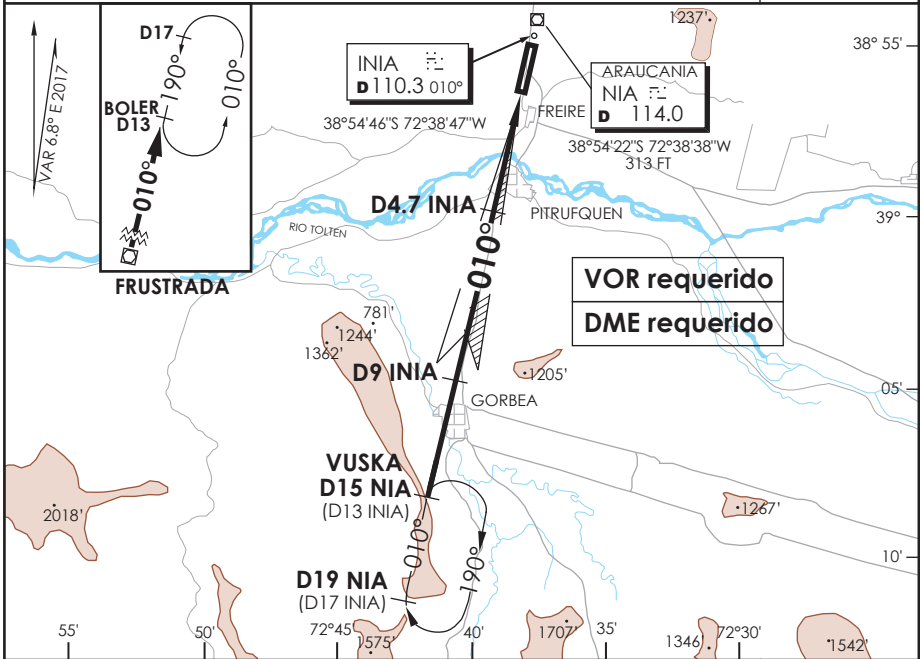 VAR 6.8° E 2017
D17
190°
010°
BOLER
D13
010°
FRUSTRADA
INIA
D 110.3 010°
38°54'46"S 72°38'47"W
ARAUCANIA
NIA
D 114.0
38°54'22"S 72°38'38"W
313 FT
FREIRE
1237'
38° 55'
D4.7 INIA
PITRUFQUEN
39°
RIO TOLTEN
010°
VOR requerido
DME requerido
781'
1244'
1362'
D9 INIA
1205'
05'
GORBEA
VUSKA
D15 NIA
(D13 INIA)
2018'
1267'
010°
190°
10'
D19 NIA
(D17 INIA)
1575'
1707'
1346'
1542'
55'
50'
72°45'
40
35'
72°30'